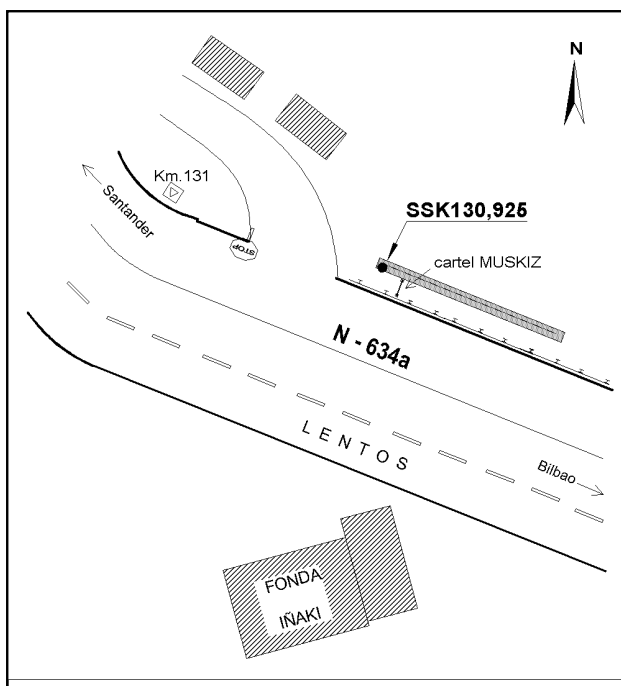 N
Km.131
Santander
STOP
SSK130,925
cartel MUSKIZ
N - 634a
LENTOS
Bilbao
FONDA
IÑAKI